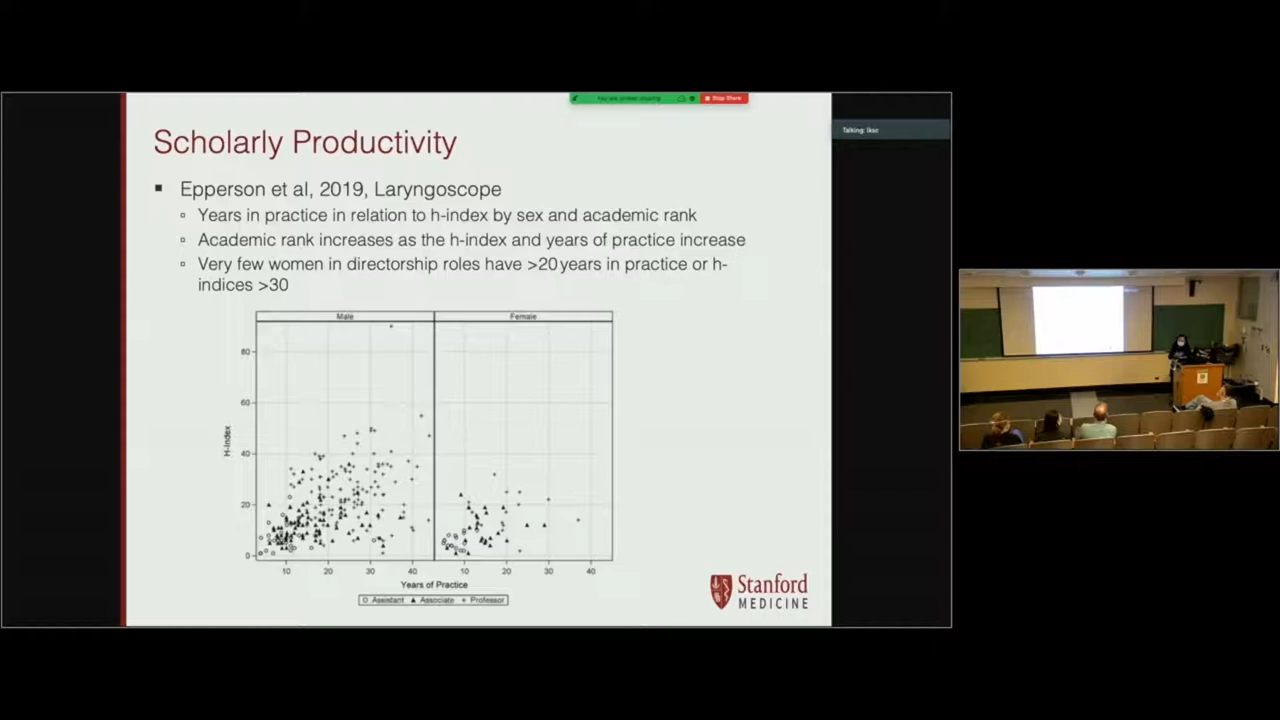 Stop Share
Talking: lksc
Scholarly Productivity
Epperson et al, 2019, Laryngoscope
Years in practice in relation to h-index by sex and academic rank
Academic rank increases as the h-index and years of practice increase
Very few women in directorship roles have >20 years in practice or h-
indices >30
Male
Female
80
60
40
20
0
H-Index
10 20 30 40
10 20 30 40
Years of Practice
Assistant Associate Professor
Stanford
MEDICINE